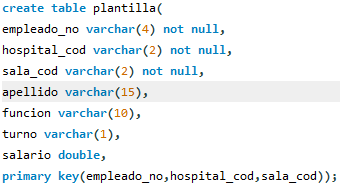 create table plantilla(
empleado_no varchar(4) not null,
hospital_cod varchar(2) not null,
sala_cod varchar(2) not null,
apellido varchar(15),
funcion varchar(10),
turno varchar(1),
salario double,
primary key(empleado_no,hospital_cod,sala_cod));